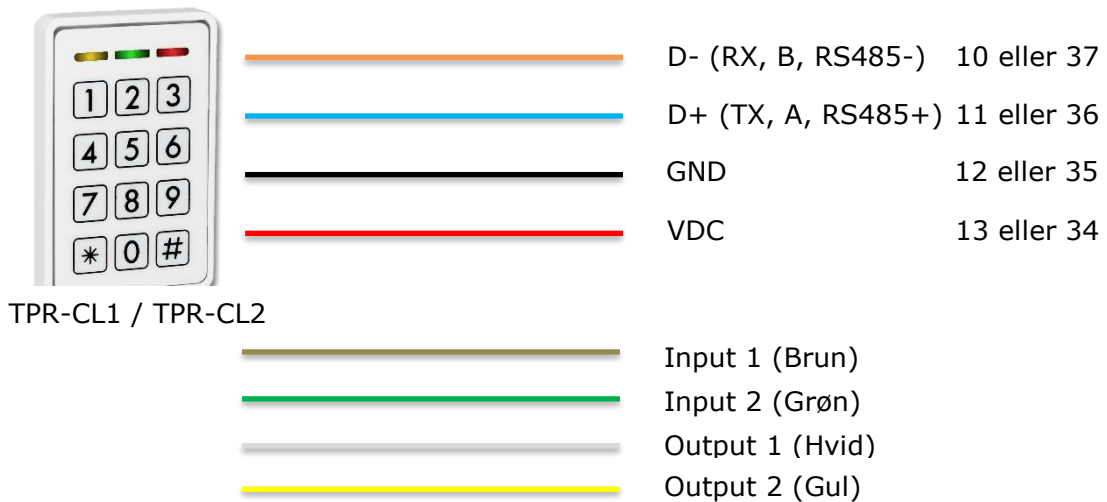 1 2 3
4 5 6
7 8 9
* 0 #
D- (RX, B, RS485-) 10 eller 37
D+ (TX, A, RS485+) 11 eller 36
GND 12 eller 35
VDC 13 eller 34
TPR-CL1 / TPR-CL2
Input 1 (Brun)
Input 2 (Grøn)
Output 1 (Hvid)
Output 2 (Gul)